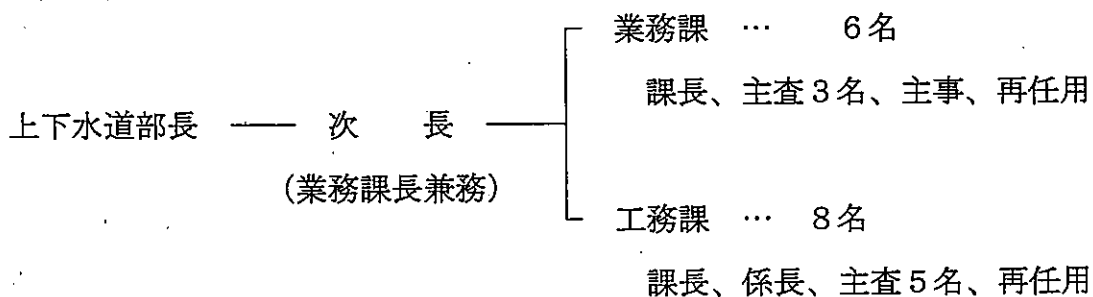 業務課 … 6名
課長、主査3名、主事、再任用
上下水道部長 ―― 次 長
(業務課長兼務)
工務課 … 8名
課長、係長、主査5名、再任用